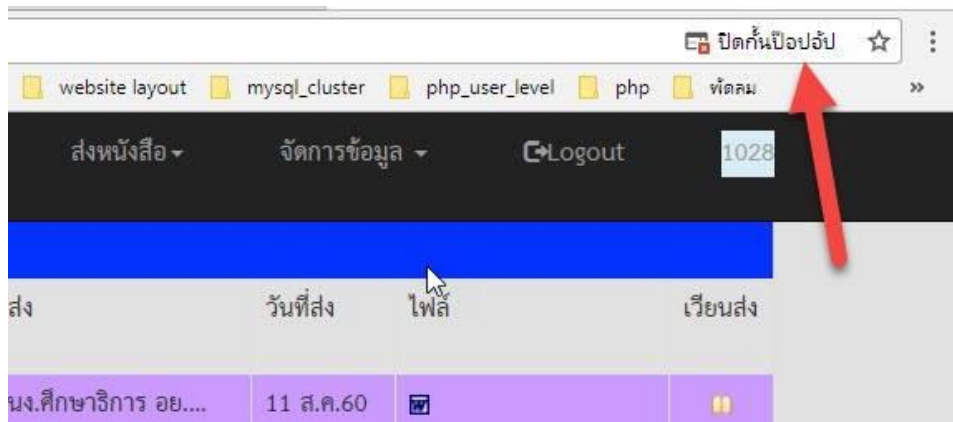 ปิดกั้นป๊อปอัป
website layout mysql_cluster php_user_level php พัดลม »
ส่งหนังสือ จัดการข้อมูล Logout 1028
ส่ง วันที่ส่ง ไฟล์ เวียนส่ง
นง.ศึกษาธิการ อย.... 11 ส.ค.60